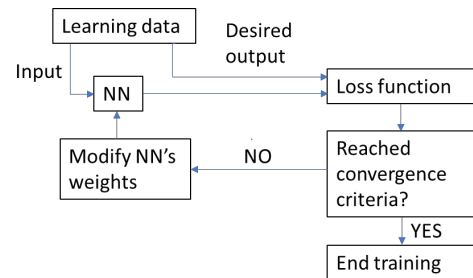 Learning data
Desired
output
Input
NN
Loss function
Modify NN's
weights
NO
Reached
convergence
criteria?
YES
End training